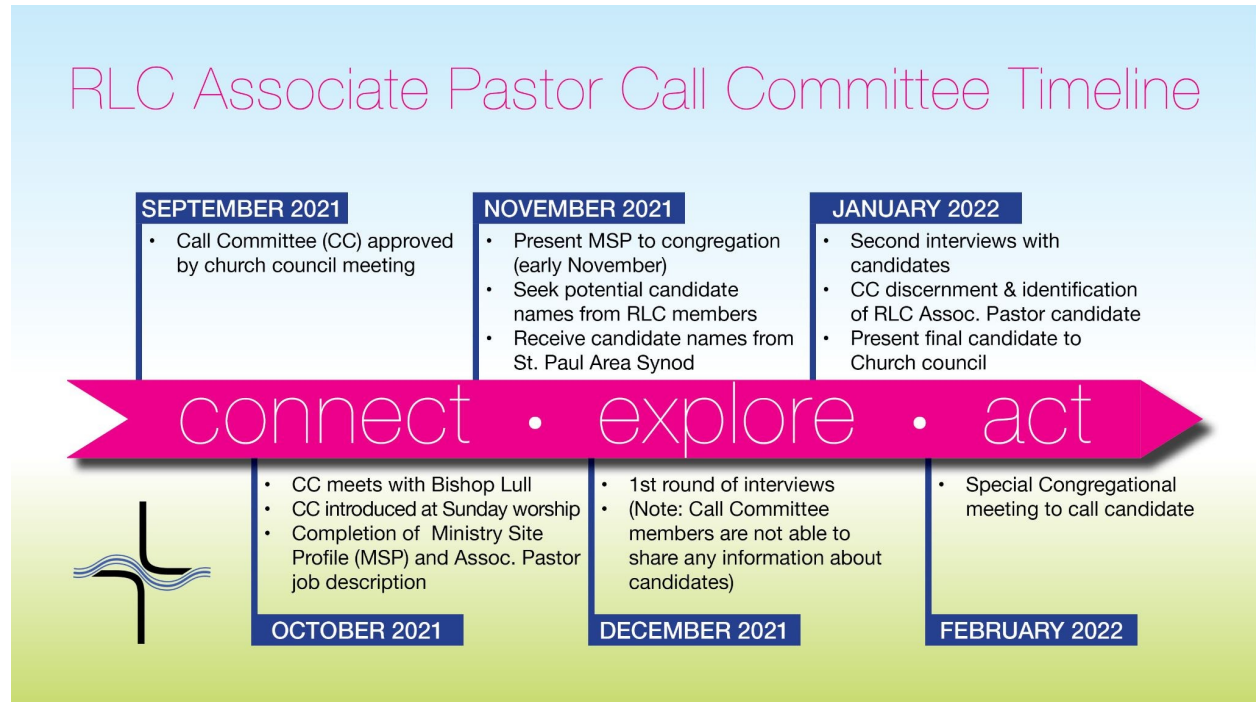 RLC Associate Pastor Call Committee Timeline
SEPTEMBER 2021
• Call Committee (CC) approved
by church council meeting
NOVEMBER 2021
• Present MSP to congregation
(early November)
• Seek potential candidate
names from RLC members
• Receive candidate names from
St. Paul Area Synod
JANUARY 2022
• Second interviews with
candidates
• CC discernment & identification
of RLC Assoc. Pastor candidate
• Present final candidate to
Church council
connect • explore • act
• CC meets with Bishop Lull
• CC introduced at Sunday worship
• Completion of Ministry Site
Profile (MSP) and Assoc. Pastor
job description
OCTOBER 2021
• 1st round of interviews
• (Note: Call Committee
members are not able to
share any information about
candidates)
DECEMBER 2021
• Special Congregational
meeting to call candidate
FEBRUARY 2022